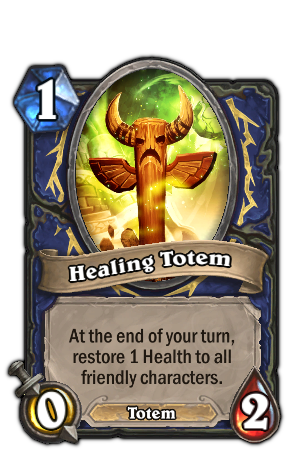 1
Healing Totem
At the end of your turn,
restore 1 Health to all
friendly characters.
Totem
0
2